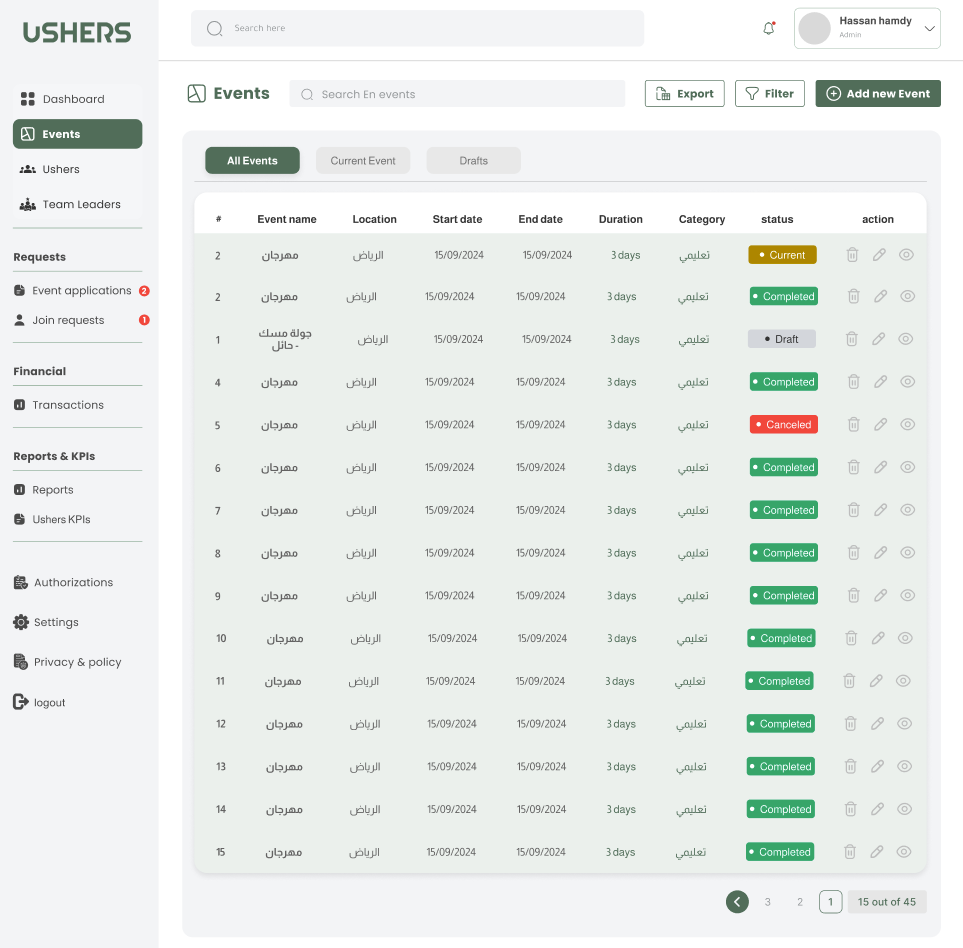 USHERS
Search here
Hassan hamdy
Admin
Dashboard
Events
Ushers
Team Leaders
Requests
Event applications 2
Join requests 1
Financial
Transactions
Reports & KPIs
Reports
Ushers KPIs
Authorizations
Settings
Privacy & policy
logout
Events
Search En events
Export
Filter
Add new Event
All Events
Current Event
Drafts
# Event name Location Start date End date Duration Category status action
2 مهرجان الرياض 15/09/2024 15/09/2024 3 days تعليمي Current
2 مهرجان الرياض 15/09/2024 15/09/2024 3 days تعليمي Completed
1 جولة مسك - حائل الرياض 15/09/2024 15/09/2024 3 days تعليمي Draft
4 مهرجان الرياض 15/09/2024 15/09/2024 3 days تعليمي Completed
5 مهرجان الرياض 15/09/2024 15/09/2024 3 days تعليمي Canceled
6 مهرجان الرياض 15/09/2024 15/09/2024 3 days تعليمي Completed
7 مهرجان الرياض 15/09/2024 15/09/2024 3 days تعليمي Completed
8 مهرجان الرياض 15/09/2024 15/09/2024 3 days تعليمي Completed
9 مهرجان الرياض 15/09/2024 15/09/2024 3 days تعليمي Completed
10 مهرجان الرياض 15/09/2024 15/09/2024 3 days تعليمي Completed
11 مهرجان الرياض 15/09/2024 15/09/2024 3 days تعليمي Completed
12 مهرجان الرياض 15/09/2024 15/09/2024 3 days تعليمي Completed
13 مهرجان الرياض 15/09/2024 15/09/2024 3 days تعليمي Completed
14 مهرجان الرياض 15/09/2024 15/09/2024 3 days تعليمي Completed
15 مهرجان الرياض 15/09/2024 15/09/2024 3 days تعليمي Completed
3 2 1 15 out of 45